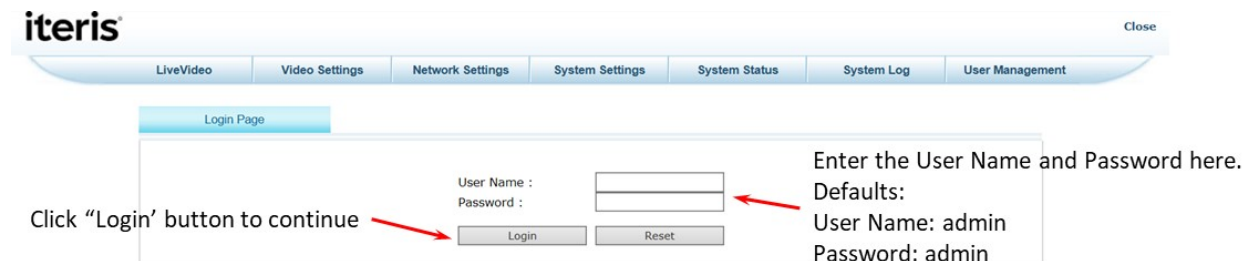 iteris
Close
LiveVideo Video Settings Network Settings System Settings System Status System Log User Management
Login Page
Enter the User Name and Password here.
Defaults:
User Name: admin
Password: admin
User Name :
Password :
Click “Login’ button to continue
Login Reset